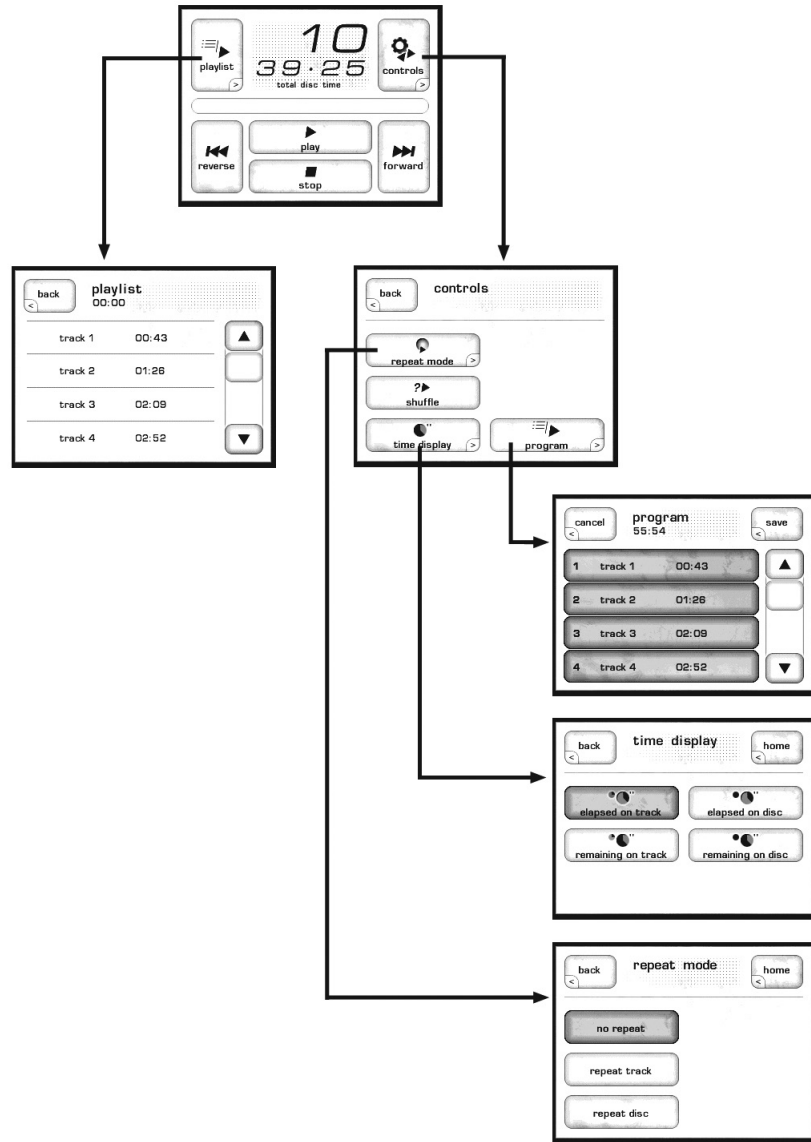 10
playlist
39·25
controls
>
total disc time
>
play
reverse
forward
stop
back
<
playlist
00:00
track 1 00:43
track 2 01:26
track 3 02:09
track 4 02:52
back
<
controls
repeat mode >
?
shuffle
time display >
program >
cancel
<
program
55:54
save
<
1 track 1 00:43
2 track 2 01:26
3 track 3 02:09
4 track 4 02:52
back
<
time display
home
<
elapsed on track
elapsed on disc
remaining on track
remaining on disc
back
<
repeat mode
home
<
no repeat
repeat track
repeat disc